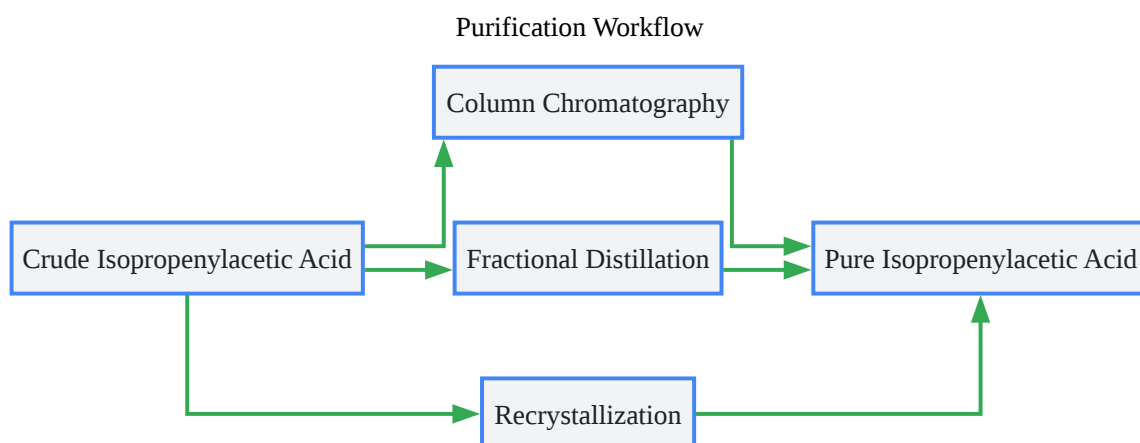 Purification Workflow
Column Chromatography
Crude Isopropenylacetic Acid
Fractional Distillation
Pure Isopropenylacetic Acid
Recrystallization